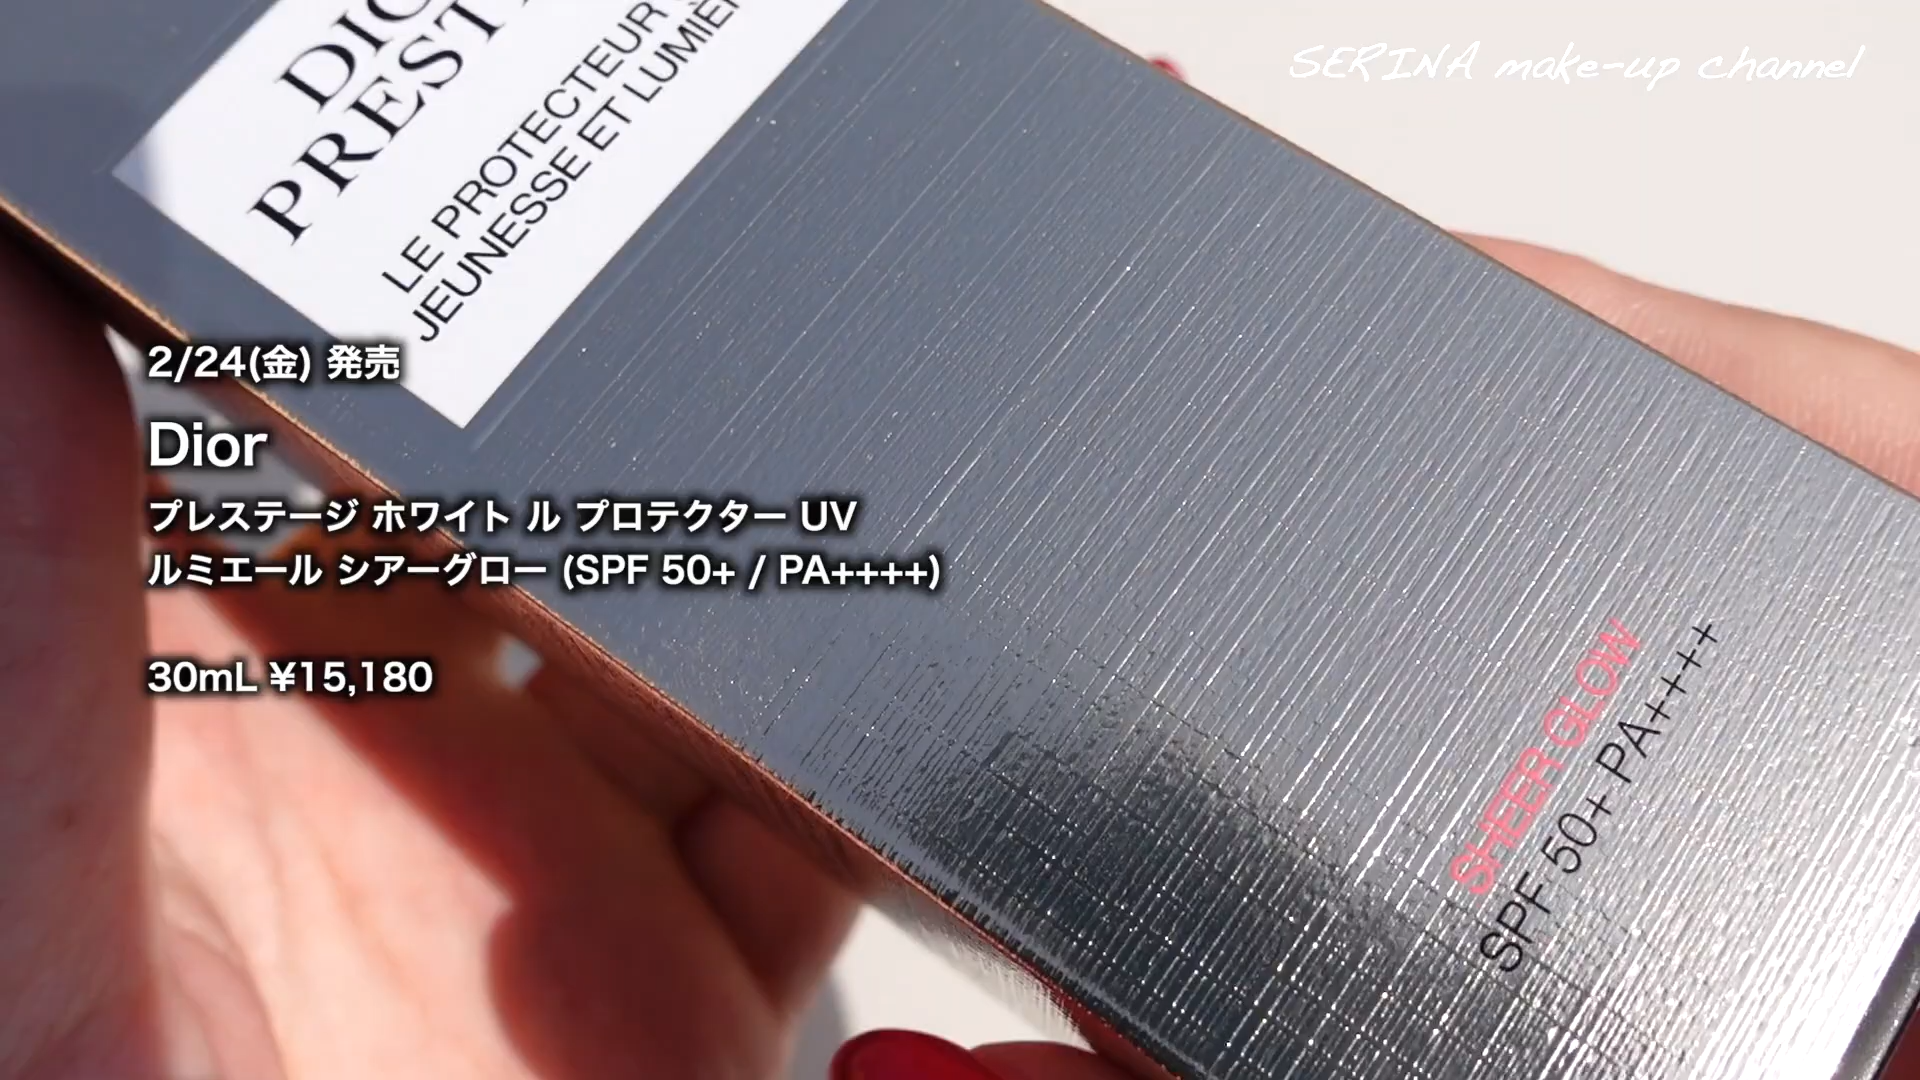 SERINA make-up channel
PREST
LE PROTECTEUR
JEUNESSE ET LUMIÈR
2/24(金) 発売
Dior
プレステージ ホワイト ル プロテクター UV
ルミエール シアーグロー (SPF 50+ / PA++++)
30mL ¥15,180
SHEER GLOW
SPF 50+ PA++++